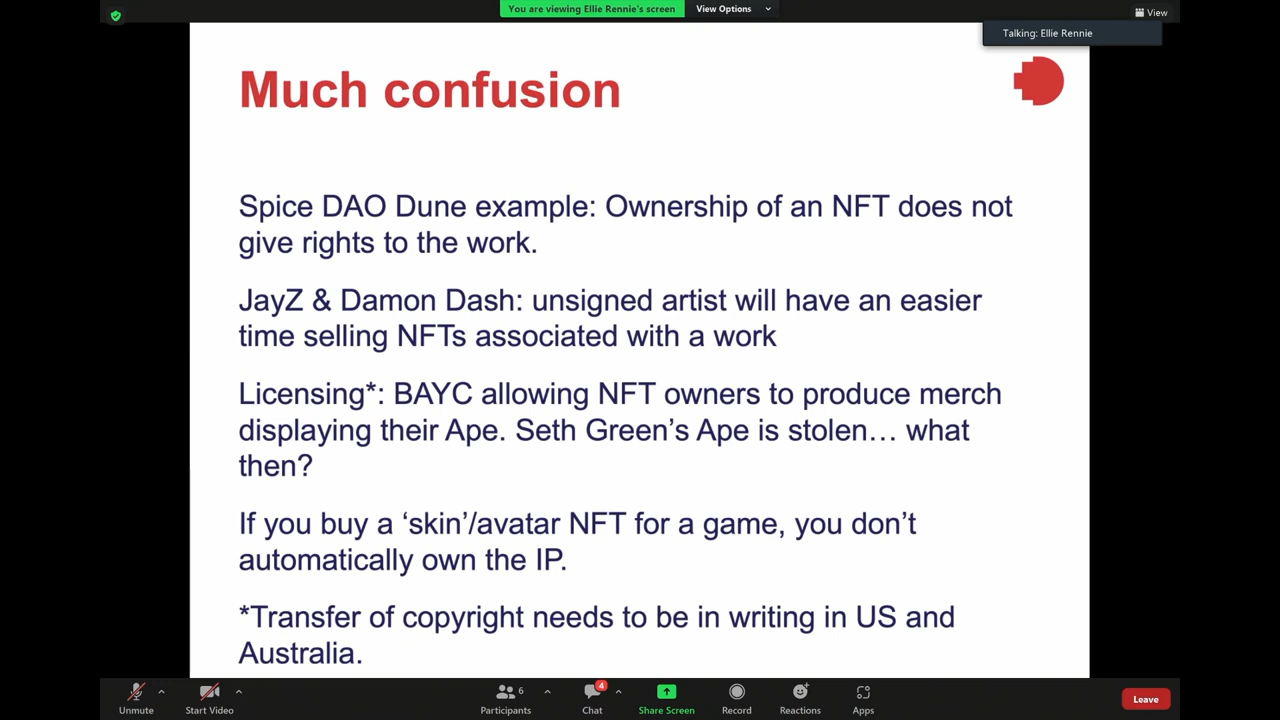 You are viewing Ellie Rennie's screen
View Options
View
Talking: Ellie Rennie
Much confusion
Spice DAO Dune example: Ownership of an NFT does not
give rights to the work.
JayZ & Damon Dash: unsigned artist will have an easier
time selling NFTs associated with a work
Licensing*: BAYC allowing NFT owners to produce merch
displaying their Ape. Seth Green’s Ape is stolen… what
then?
If you buy a ‘skin’/avatar NFT for a game, you don’t
automatically own the IP.
*Transfer of copyright needs to be in writing in US and
Australia.
Unmute
Start Video
6
Participants
4
Chat
Share Screen
Record
Reactions
Apps
Leave